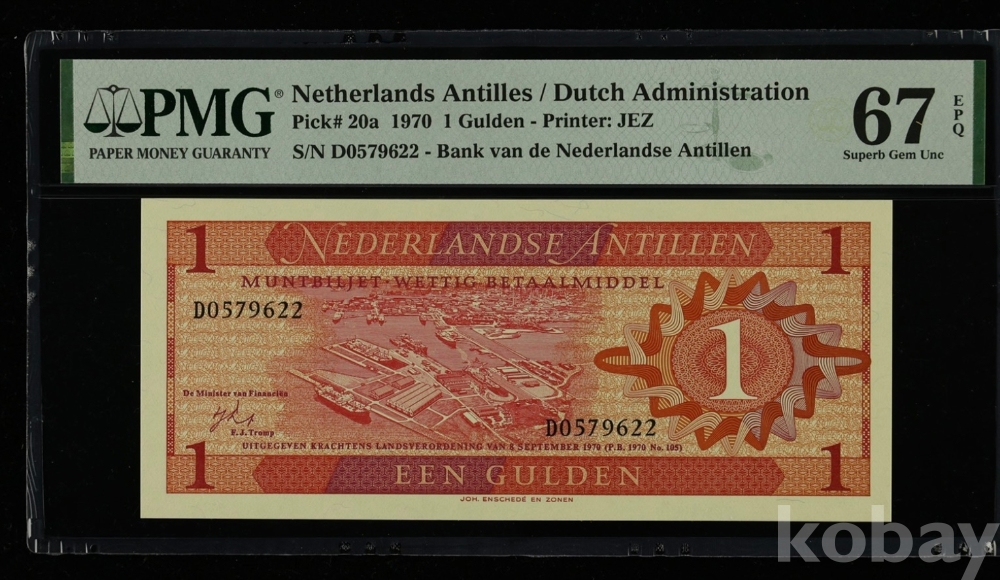 PMG®
PAPER MONEY GUARANTY
Netherlands Antilles / Dutch Administration
Pick# 20a 1970 1 Gulden - Printer: JEZ
S/N D0579622 - Bank van de Nederlandse Antillen
67
EPQ
Superb Gem Unc
1
NEDERLANDSE ANTILLEN
1
MUNTBILJET·WETTIG BETAALMIDDEL
D0579622
1
De Minister van Financiën
F.J.Tromp
D0579622
UITGEGEVEN KRACHTENS LANDSVERORDENING VAN 8 SEPTEMBER 1970 (P.B. 1970 No. 105)
1
EEN GULDEN
1
JOH. ENSCHEDÉ EN ZONEN
kobay